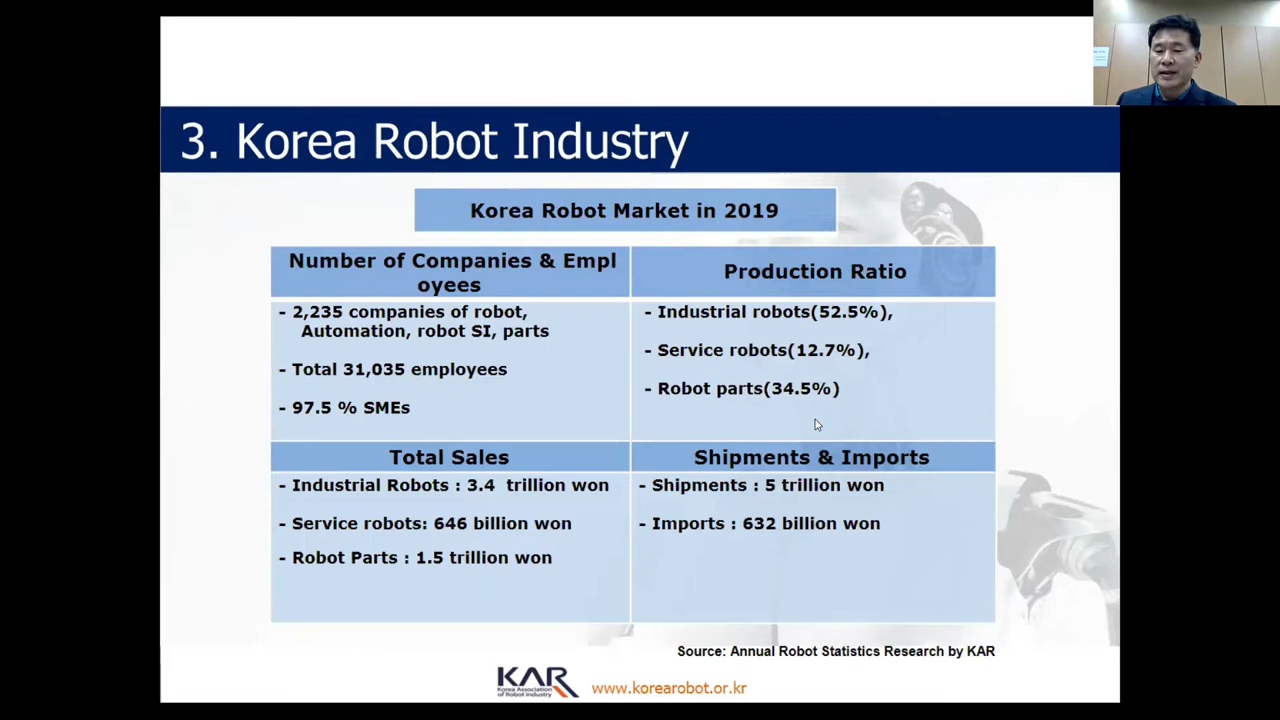 3. Korea Robot Industry
Korea Robot Market in 2019
Number of Companies & Empl
oyees
- 2,235 companies of robot,
Automation, robot SI, parts
- Total 31,035 employees
- 97.5 % SMEs
Production Ratio
- Industrial robots(52.5%),
- Service robots(12.7%),
- Robot parts(34.5%)
Total Sales
- Industrial Robots : 3.4 trillion won
- Service robots: 646 billion won
- Robot Parts : 1.5 trillion won
Shipments & Imports
- Shipments : 5 trillion won
- Imports : 632 billion won
Source: Annual Robot Statistics Research by KAR
KAR
Korea Association
of Robot Industry
www.korearobot.or.kr